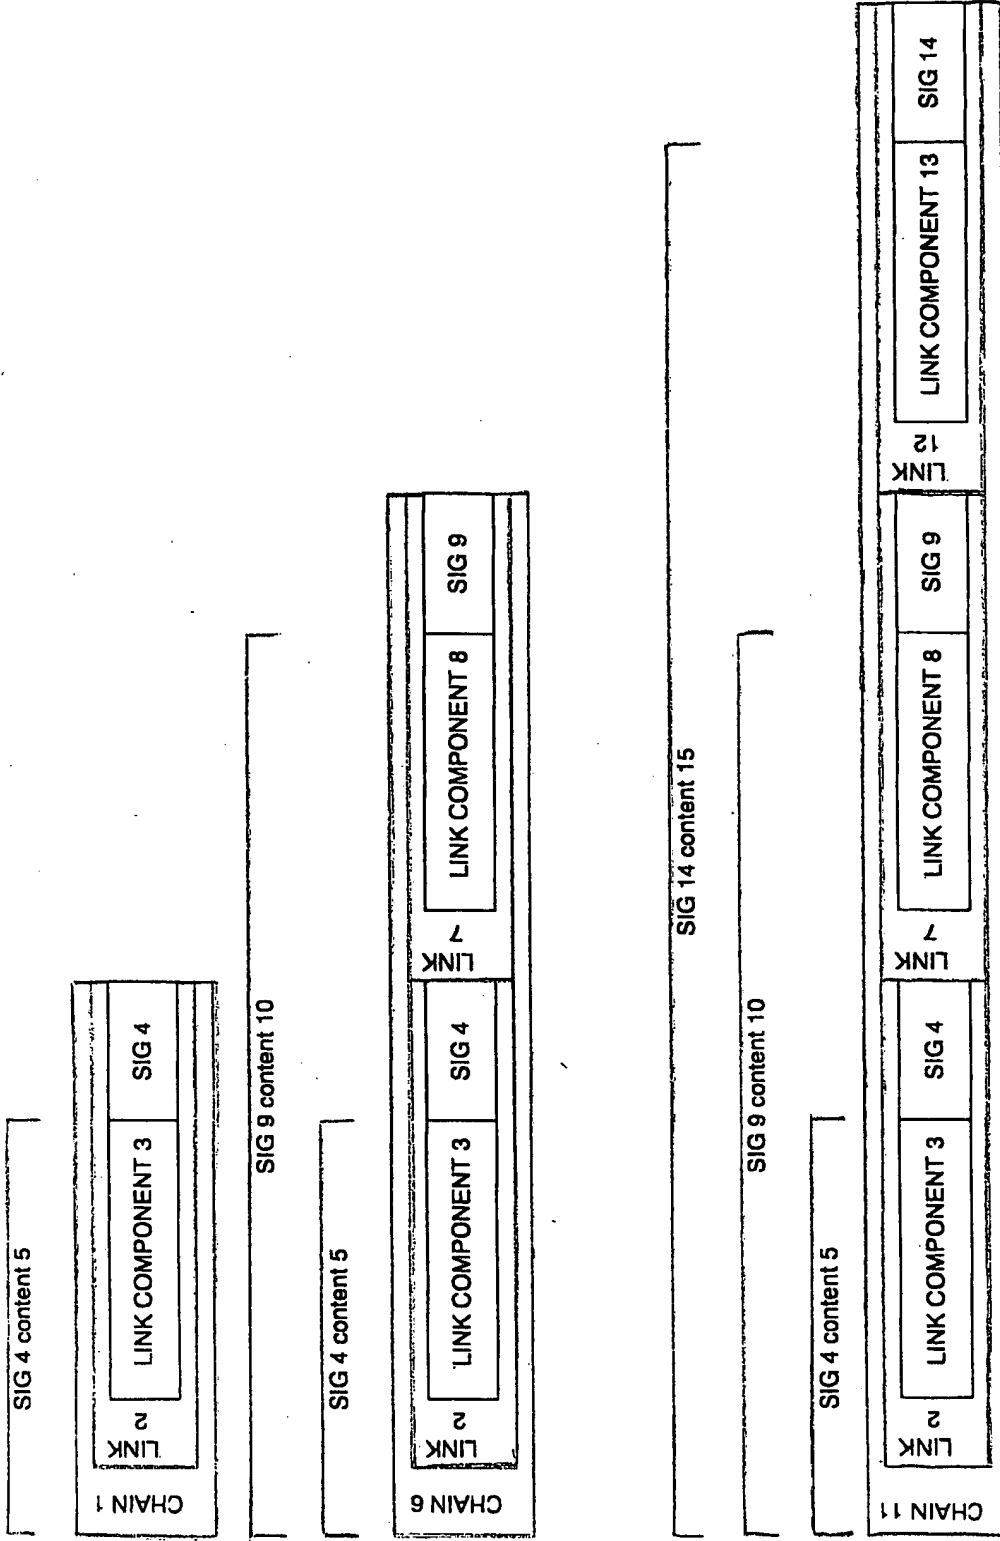 SIG 4 content 5
CHAIN 1
LINK
2
LINK COMPONENT 3
SIG 4
SIG 9 content 10
SIG 4 content 5
CHAIN 6
LINK
2
LINK COMPONENT 3
SIG 4
LINK
7
LINK COMPONENT 8
SIG 9
SIG 14 content 15
SIG 9 content 10
SIG 4 content 5
CHAIN 11
LINK
2
LINK COMPONENT 3
SIG 4
LINK
7
LINK COMPONENT 8
SIG 9
LINK
12
LINK COMPONENT 13
SIG 14